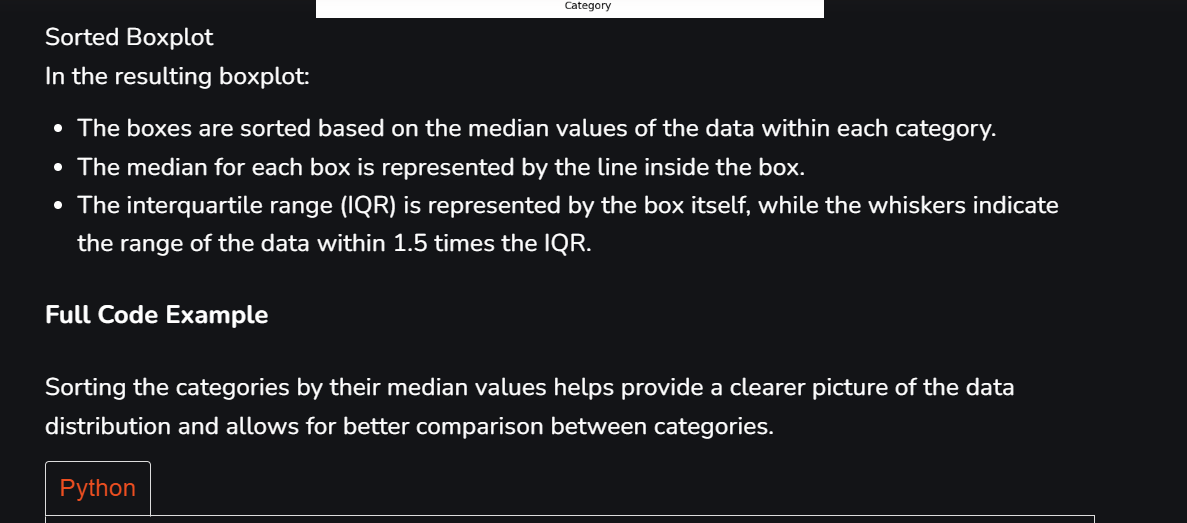 Category
Sorted Boxplot
In the resulting boxplot:
• The boxes are sorted based on the median values of the data within each category.
• The median for each box is represented by the line inside the box.
• The interquartile range (IQR) is represented by the box itself, while the whiskers indicate
the range of the data within 1.5 times the IQR.
Full Code Example
Sorting the categories by their median values helps provide a clearer picture of the data
distribution and allows for better comparison between categories.
Python